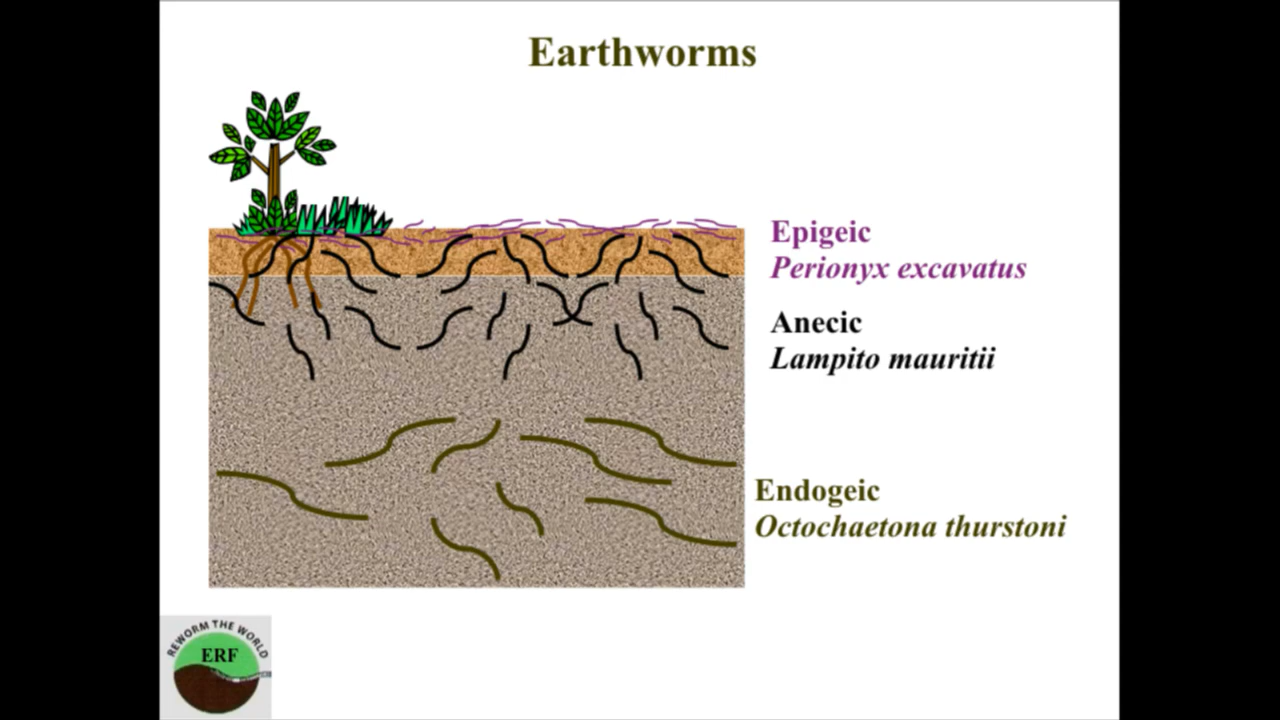 Earthworms
Epigeic
Perionyx excavatus
Anecic
Lampito mauritii
Endogeic
Octochaetona thurstoni
REWORM THE WORLD
ERF